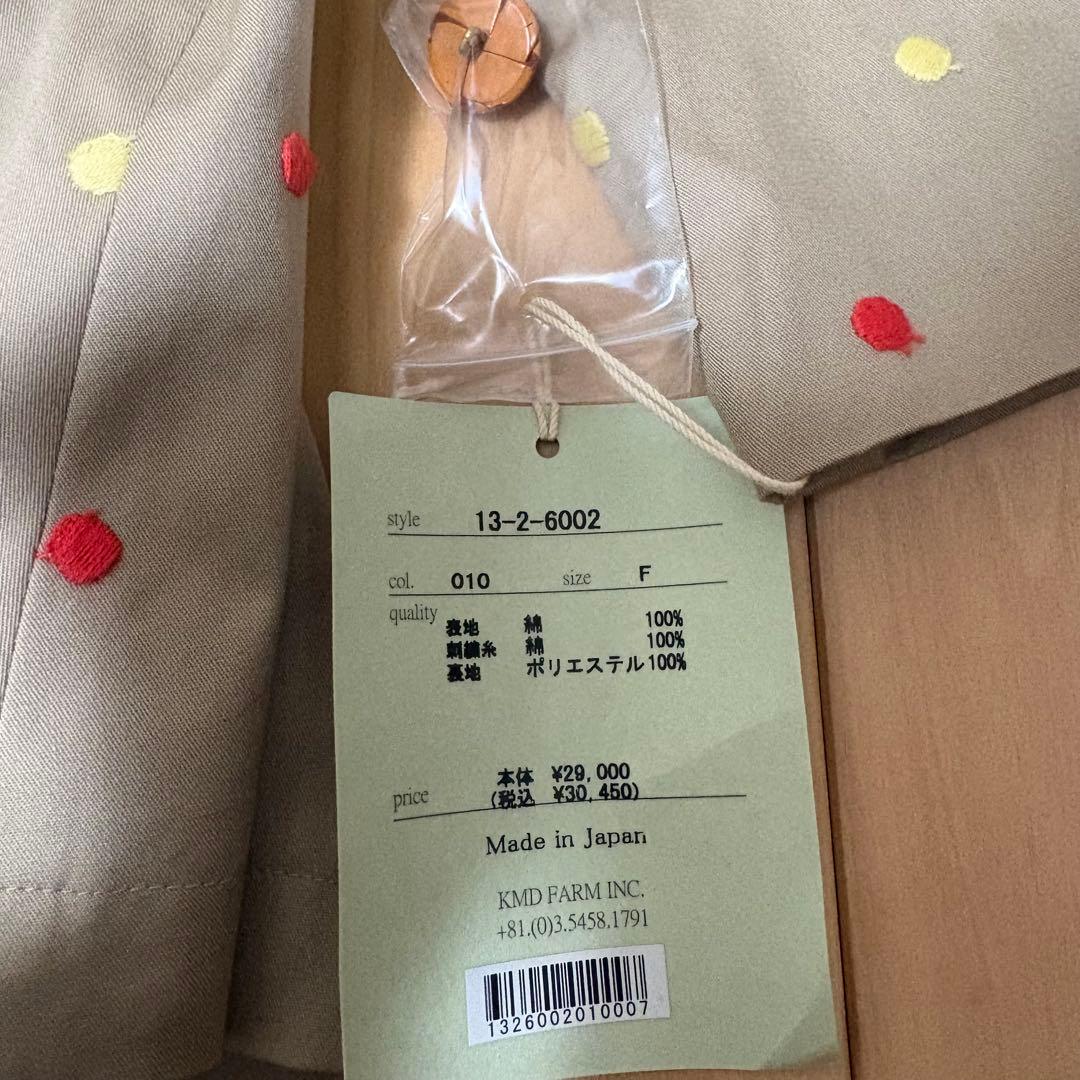 style 13-2-6002
col. 010 size F
quality 表地 綿 100%
刺繍糸 綿 100%
裏地 ポリエステル 100%
本体 ¥29,000
price (税込 ¥30,450)
Made in Japan
KMD FARM INC.
+81.(0)3.5458.1791
1326002010007